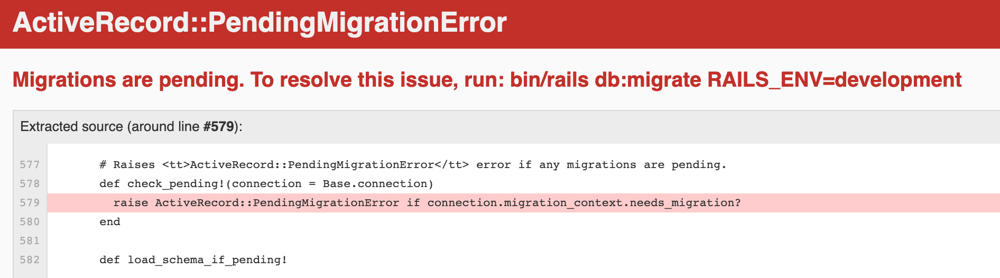 ActiveRecord::PendingMigrationError
Migrations are pending. To resolve this issue, run: bin/rails db:migrate RAILS_ENV=development
Extracted source (around line #579):
577 # Raises <tt>ActiveRecord::PendingMigrationError</tt> error if any migrations are pending.
578 def check_pending!(connection = Base.connection)
579 raise ActiveRecord::PendingMigrationError if connection.migration_context.needs_migration?
580 end
581
582 def load_schema_if_pending!